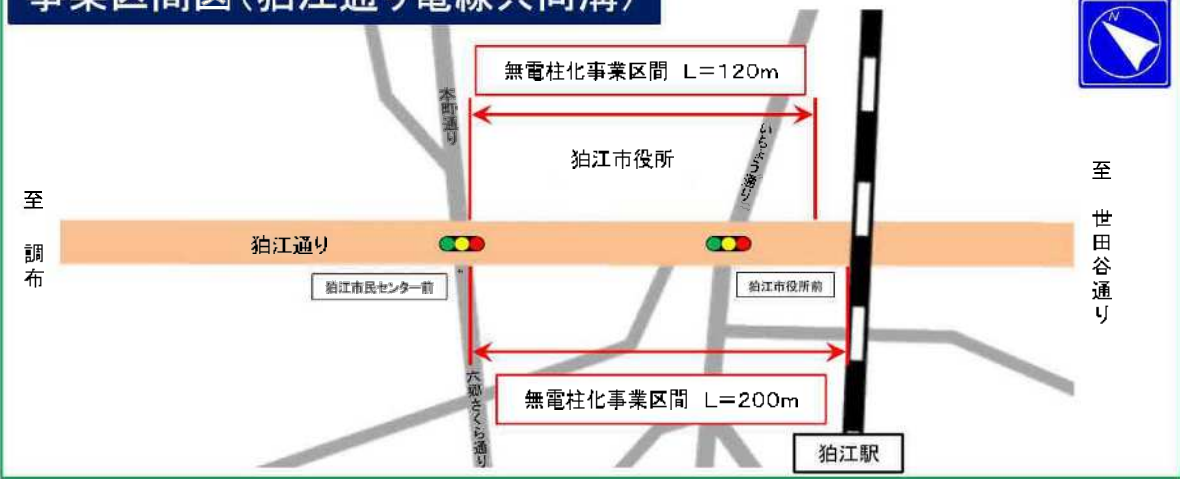 事業区間図(狛江通り電線共同溝)
N
無電柱化事業区間 L=120m
本町通り
いちょう通り
狛江市役所
至 調布
至 世田谷通り
狛江通り
狛江市民センター前
狛江市役所前
六郷さくら通り
無電柱化事業区間 L=200m
狛江駅